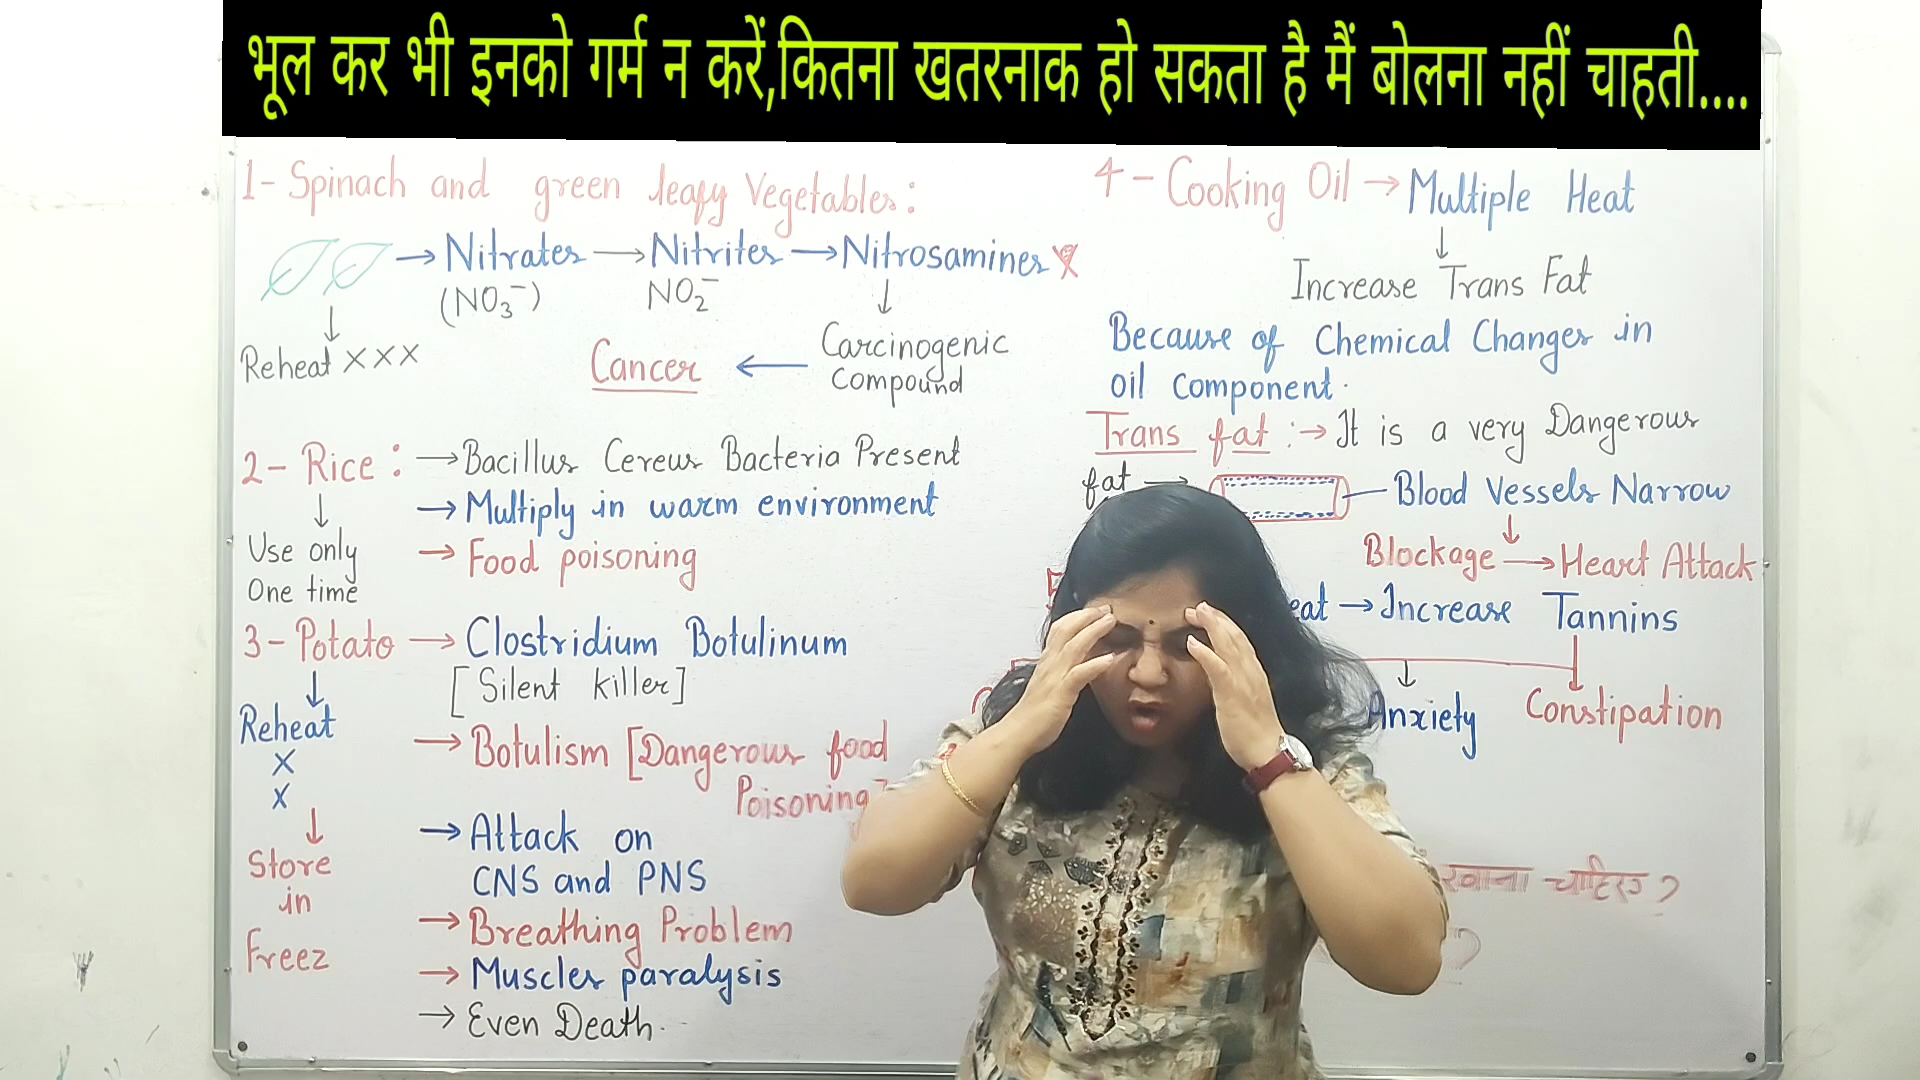 भूल कर भी इनको गर्म न करें,कितना खतरनाक हो सकता है मैं बोलना नहीं चाहती....
1- Spinach and green leafy Vegetables:
→ Nitrates → Nitrites → Nitrosamines
(NO3⁻) NO2⁻
↓
Reheat XXX
↓
Carcinogenic
Compound
Cancer ←
2- Rice: → Bacillus Cereus Bacteria Present
→ Multiply in warm environment
→ Food poisoning
↓
Use only
One time
3- Potato → Clostridium Botulinum
[Silent killer]
↓
Reheat
X
X
↓
Store
in
Freez
→ Botulism [Dangerous food
Poisoning]
→ Attack on
CNS and PNS
→ Breathing Problem
→ Muscles paralysis
→ Even Death.
4- Cooking Oil → Multiple Heat
↓
Increase Trans Fat
Because of Chemical Changes in
oil component.
Trans fat :→ It is a very Dangerous
fat → Blood Vessels Narrow
↓
Blockage → Heart Attack
→ Increase Tannins
↓
Anxiety Constipation
खाना चाहिए?
?